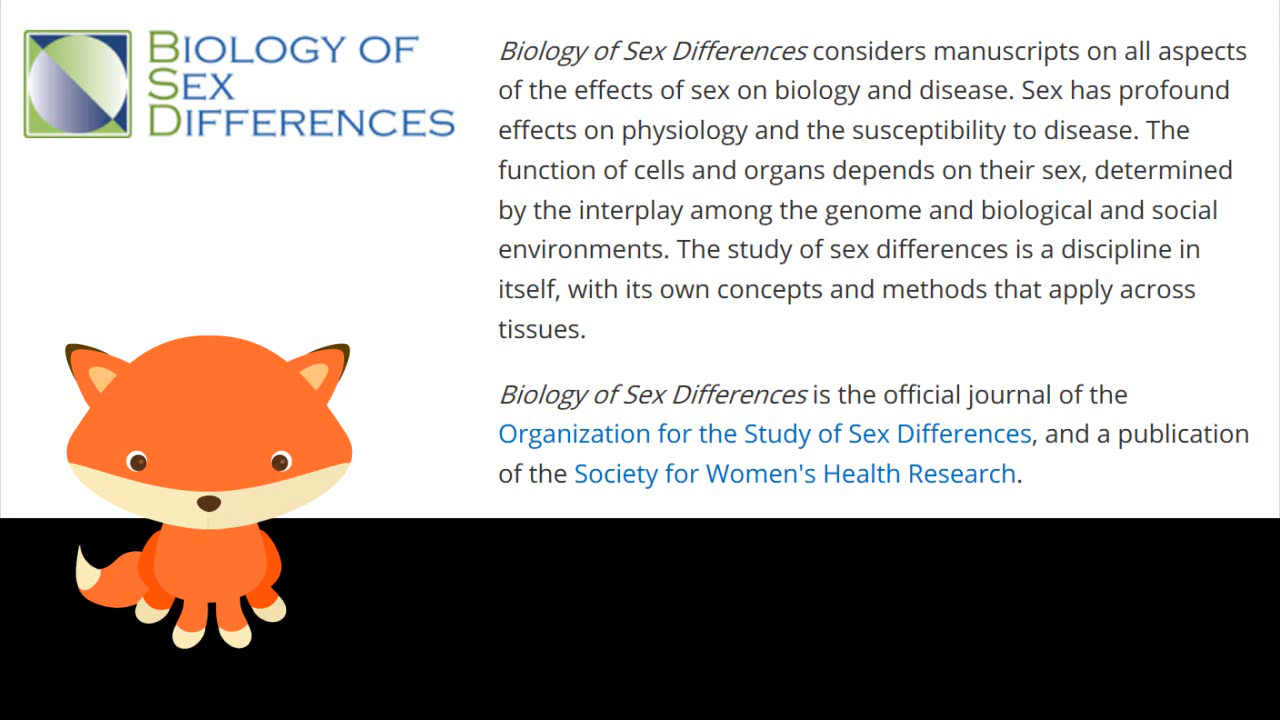 BIOLOGY OF
SEX
DIFFERENCES
Biology of Sex Differences considers manuscripts on all aspects
of the effects of sex on biology and disease. Sex has profound
effects on physiology and the susceptibility to disease. The
function of cells and organs depends on their sex, determined
by the interplay among the genome and biological and social
environments. The study of sex differences is a discipline in
itself, with its own concepts and methods that apply across
tissues.
Biology of Sex Differences is the official journal of the
Organization for the Study of Sex Differences, and a publication
of the Society for Women's Health Research.